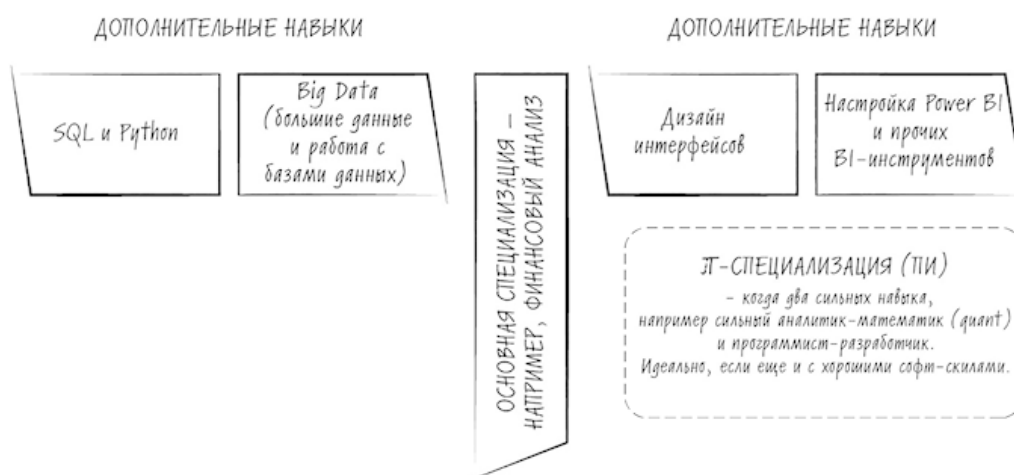 ДОПОЛНИТЕЛЬНЫЕ НАВЫКИ
SQL и Python
Big Data
(большие данные
и работа с
базами данных)
ОСНОВНАЯ СПЕЦИАЛИЗАЦИЯ –
НАПРИМЕР, ФИНАНСОВЫЙ АНАЛИЗ
ДОПОЛНИТЕЛЬНЫЕ НАВЫКИ
Дизайн
интерфейсов
Настройка Power BI
и прочих
BI-инструментов
π-СПЕЦИАЛИЗАЦИЯ (ПИ)
– когда два сильных навыка,
например сильный аналитик-математик (quant)
и программист-разработчик.
Идеально, если еще и с хорошими софт-скилами.